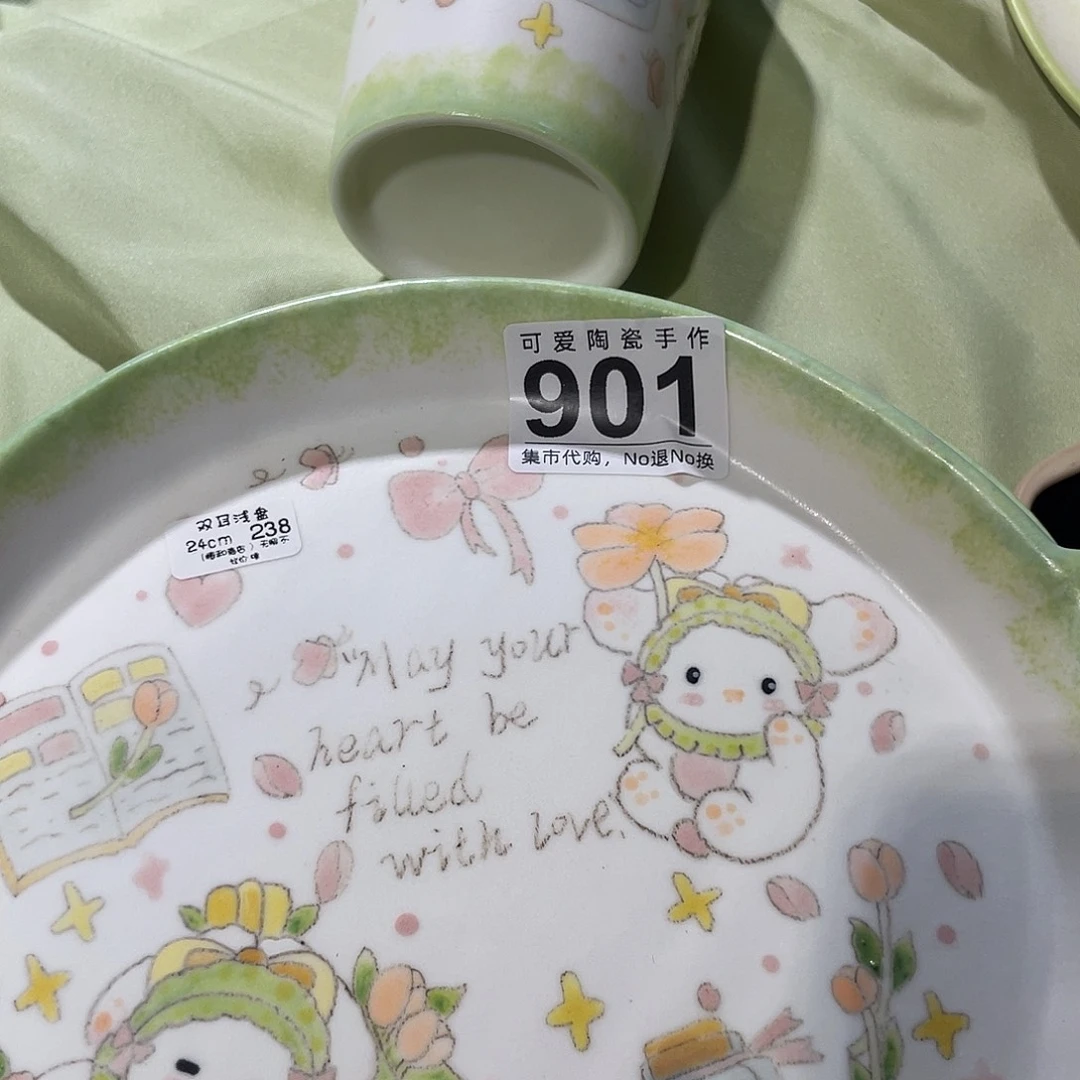 可爱陶瓷手作
901
集市代购，No退No换
双耳浅盘
24cm 238
"May your
heart be
filled
with love.